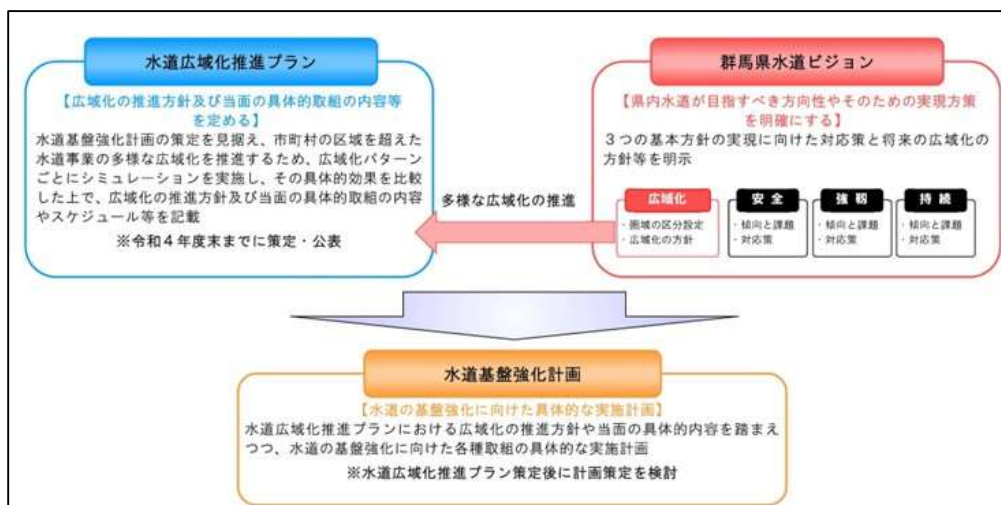 水道広域化推進プラン
【広域化の推進方針及び当面の具体的取組の内容等
を定める】
水道基盤強化計画の策定を見据え、市町村の区域を超えた
水道事業の多様な広域化を推進するため、広域化パターン
ごとにシミュレーションを実施し、その具体的効果を比較
した上で、広域化の推進方針及び当面の具体的取組の内容
やスケジュール等を記載
※令和４年度末までに策定・公表
多様な広域化の推進
群馬県水道ビジョン
【県内水道が目指すべき方向性やそのための実現方策
を明確にする】
３つの基本方針の実現に向けた対応策と将来の広域化の
方針等を明示
広域化
・圏域の区分設定
・広域化の方針
安全
・傾向と課題
・対応策
強靭
・傾向と課題
・対応策
持続
・傾向と課題
・対応策
水道基盤強化計画
【水道の基盤強化に向けた具体的な実施計画】
水道広域化推進プランにおける広域化の推進方針や当面の具体的内容を踏まえ
つつ、水道の基盤強化に向けた各種取組の具体的な実施計画
※水道広域化推進プラン策定後に計画策定を検討